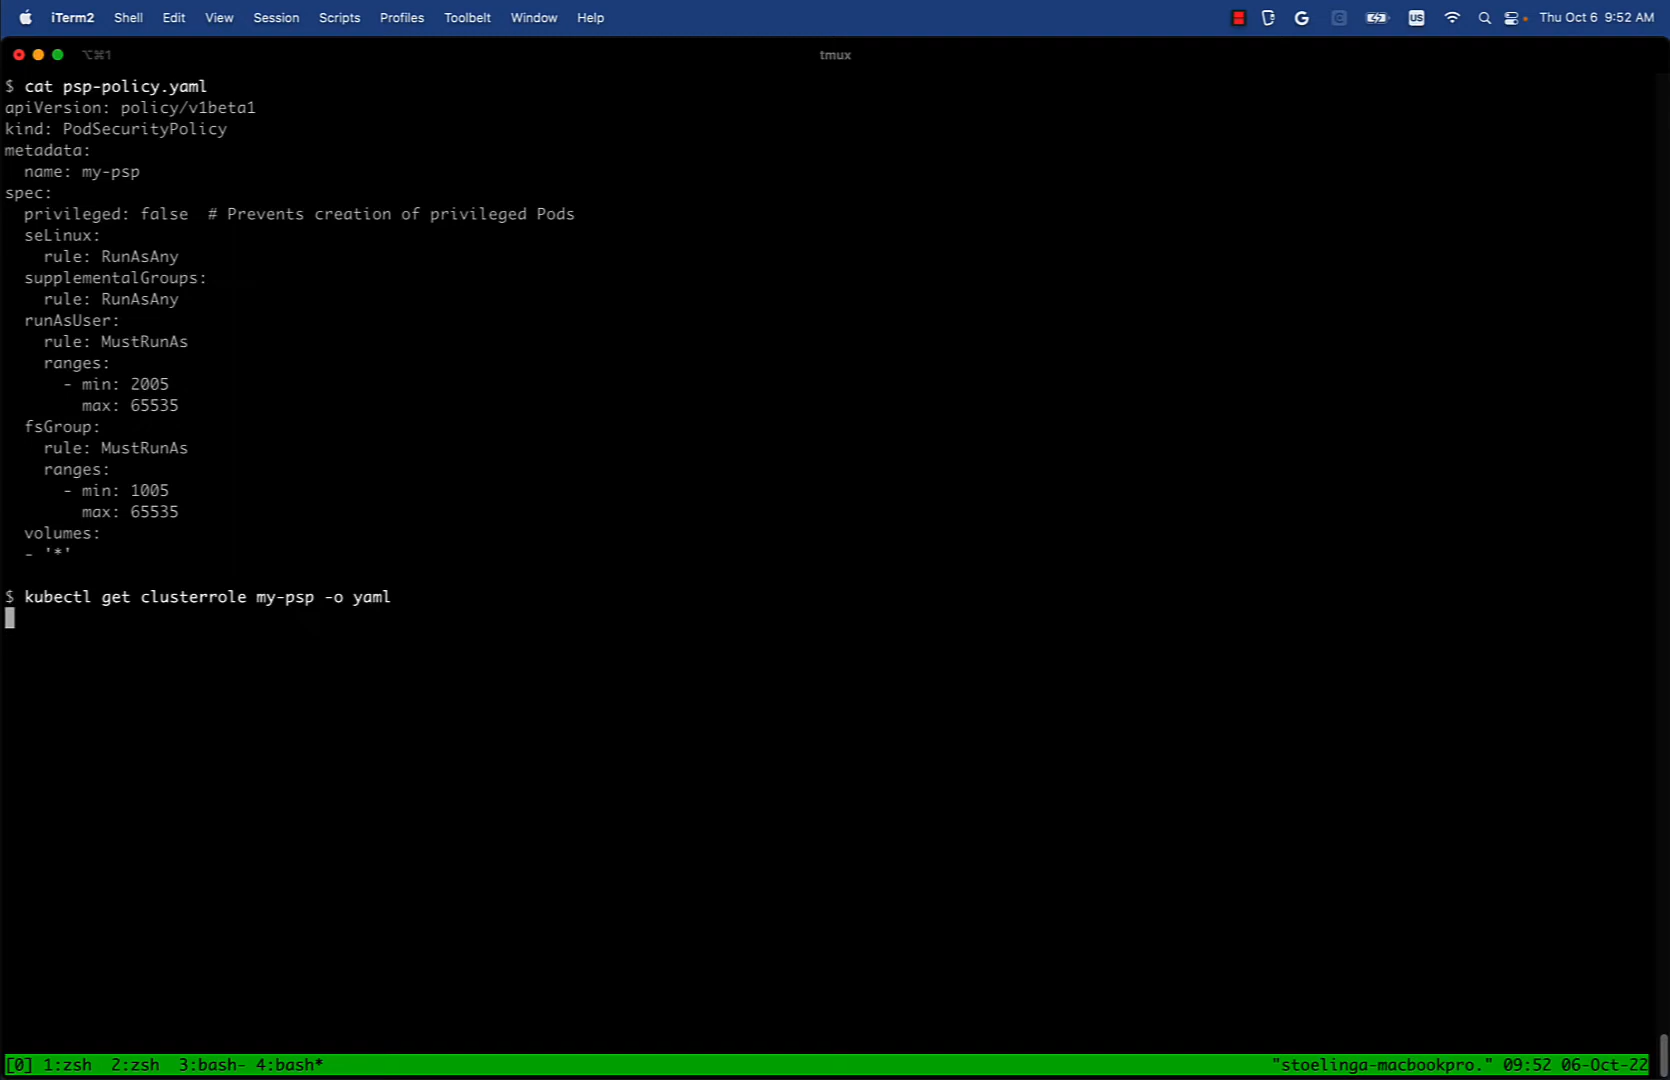 iTerm2 Shell Edit View Session Scripts Profiles Toolbelt Window Help US Thu Oct 6 9:52 AM
⌥⌘1 tmux
$ cat psp-policy.yaml
apiVersion: policy/v1beta1
kind: PodSecurityPolicy
metadata:
  name: my-psp
spec:
  privileged: false  # Prevents creation of privileged Pods
  seLinux:
    rule: RunAsAny
  supplementalGroups:
    rule: RunAsAny
  runAsUser:
    rule: MustRunAs
    ranges:
      - min: 2005
        max: 65535
  fsGroup:
    rule: MustRunAs
    ranges:
      - min: 1005
        max: 65535
  volumes:
  - '*'
$ kubectl get clusterrole my-psp -o yaml
[0] 1:zsh  2:zsh  3:bash- 4:bash* "stoelinga-macbookpro." 09:52 06-Oct-22